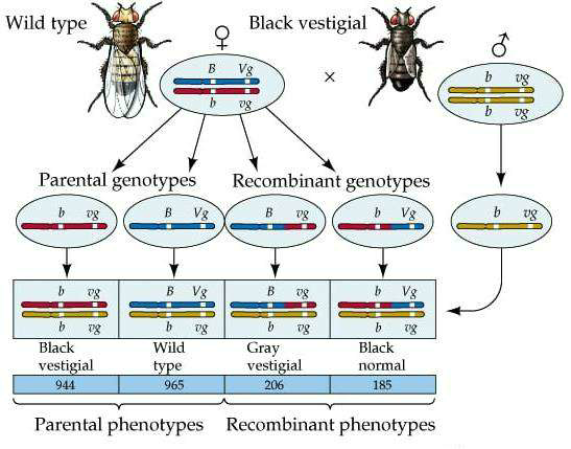 Wild type ♀ Black vestigial ♂
B Vg
b vg
×
b vg
b vg
Parental genotypes Recombinant genotypes
b vg B Vg B vg b Vg b vg
b vg B Vg B vg b Vg
b vg b vg b vg b vg
Black vestigial
Wild type
Gray vestigial
Black normal
944 965 206 185
Parental phenotypes Recombinant phenotypes